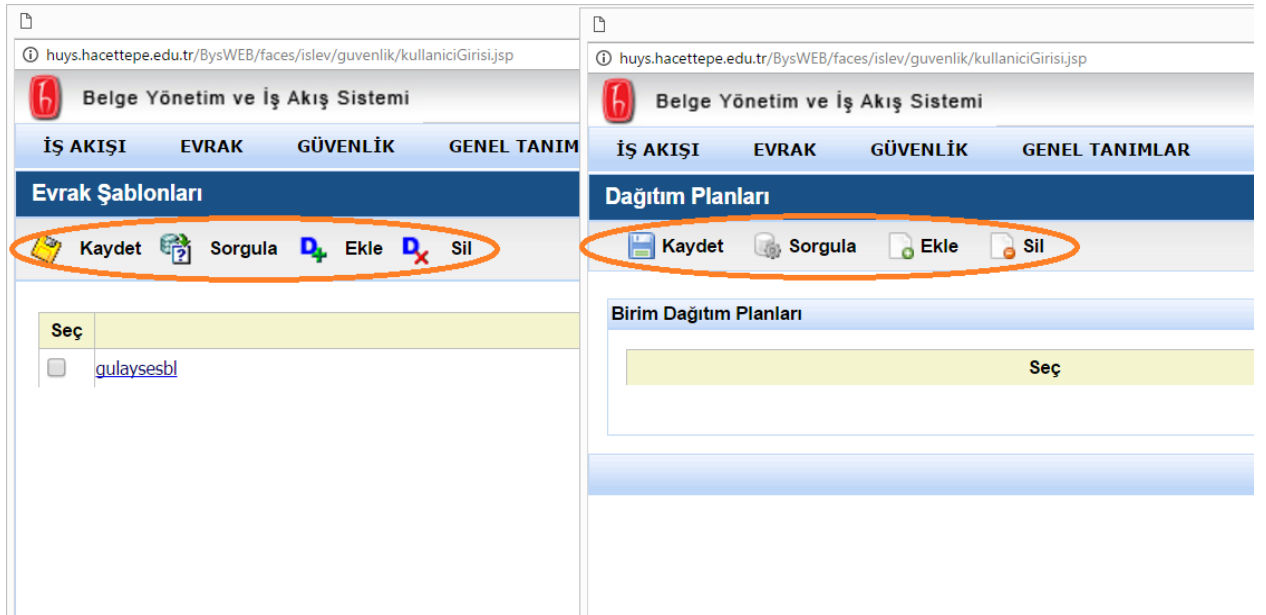 huys.hacettepe.edu.tr/BysWEB/faces/islev/guvenlik/kullaniciGirisi.jsp
Belge Yönetim ve İş Akış Sistemi
İŞ AKIŞI EVRAK GÜVENLİK GENEL TANIM
Evrak Şablonları
Kaydet Sorgula Ekle Sil
Seç
gulaysesbl
huys.hacettepe.edu.tr/BysWEB/faces/islev/guvenlik/kullaniciGirisi.jsp
Belge Yönetim ve İş Akış Sistemi
İŞ AKIŞI EVRAK GÜVENLİK GENEL TANIMLAR
Dağıtım Planları
Kaydet Sorgula Ekle Sil
Birim Dağıtım Planları
Seç